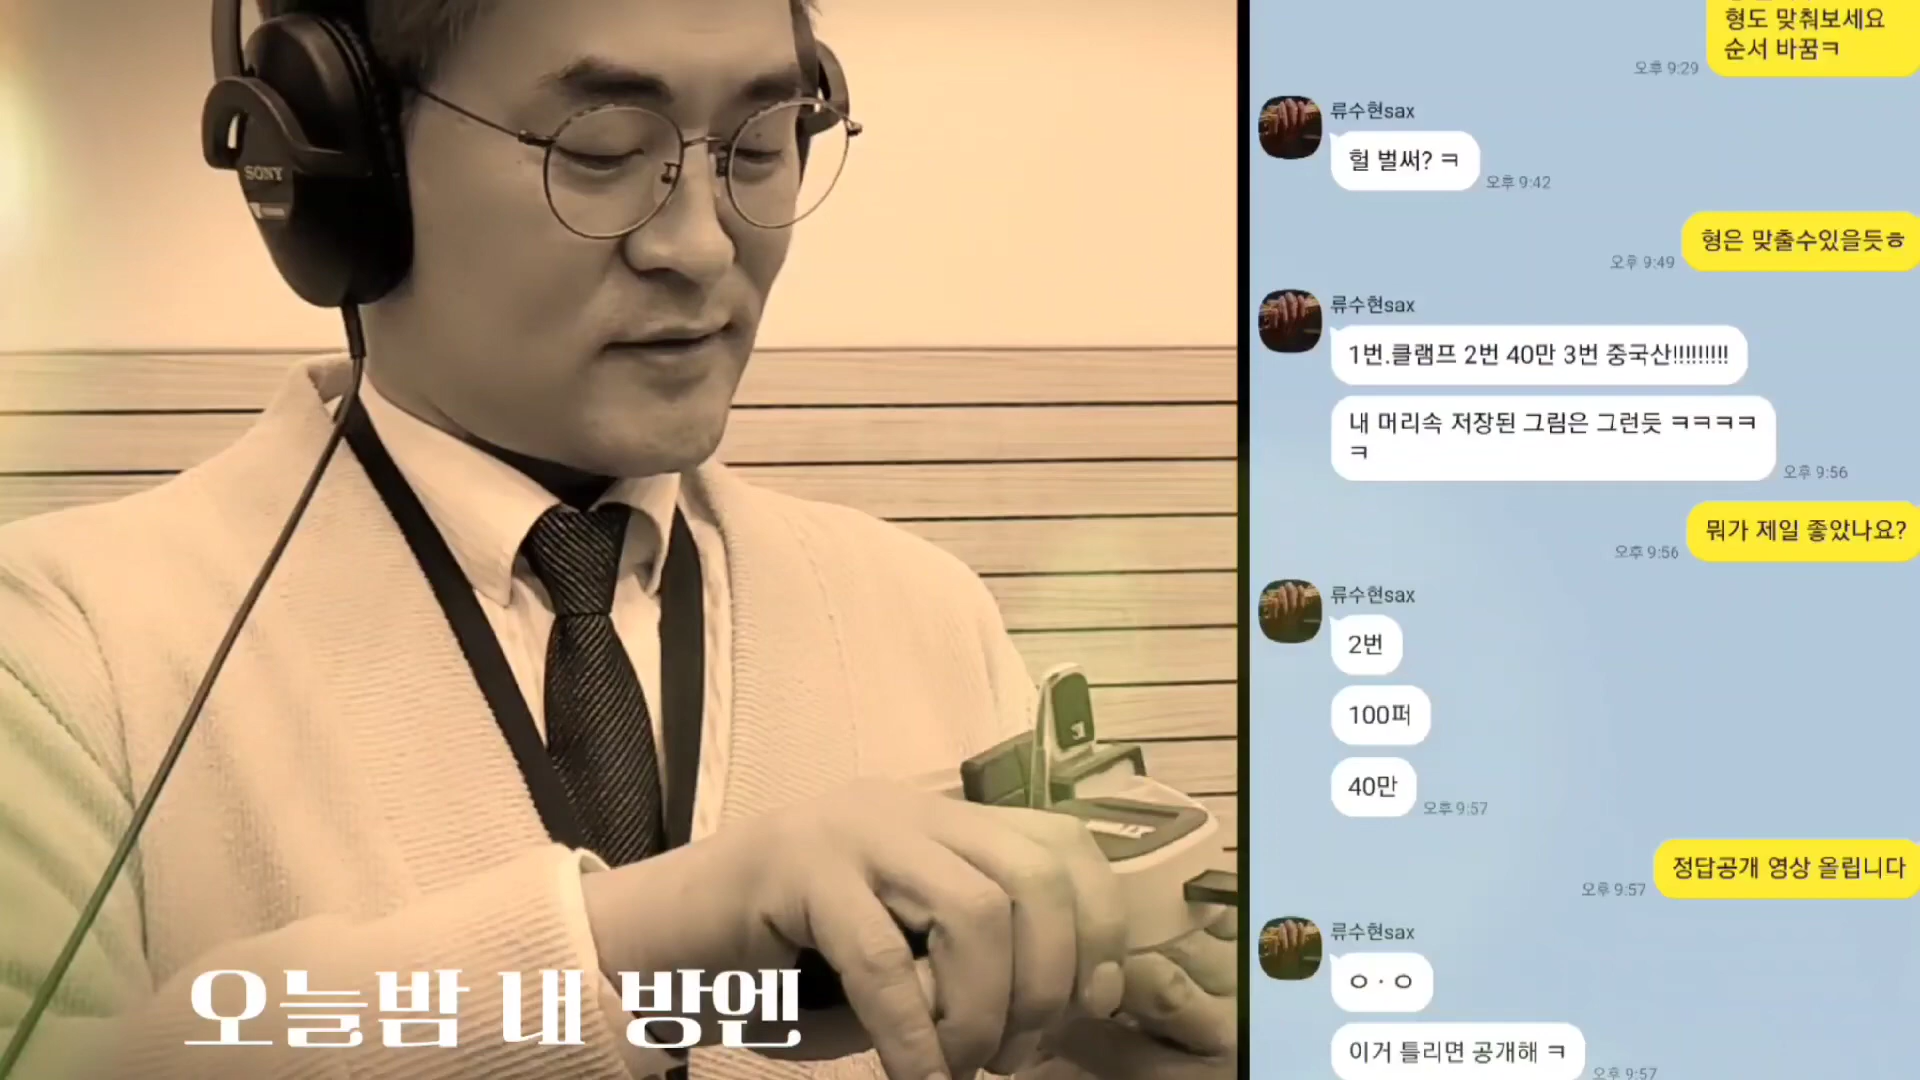 SONY
오늘밤 내 방엔
형도 맞춰보세요
순서 바꿈ㅋ
오후 9:29
류수현sax
헐 벌써? ㅋ
오후 9:42
형은 맞출수있을듯ㅎ
오후 9:49
류수현sax
1번.클램프 2번 40만 3번 중국산!!!!!!!!!
내 머리속 저장된 그림은 그런듯 ㅋㅋㅋㅋ
ㅋ
오후 9:56
뭐가 제일 좋았나요?
오후 9:56
류수현sax
2번
100퍼
40만
오후 9:57
정답공개 영상 올립니다
오후 9:57
류수현sax
ㅇ · ㅇ
이거 틀리면 공개해 ㅋ
오후 9:57